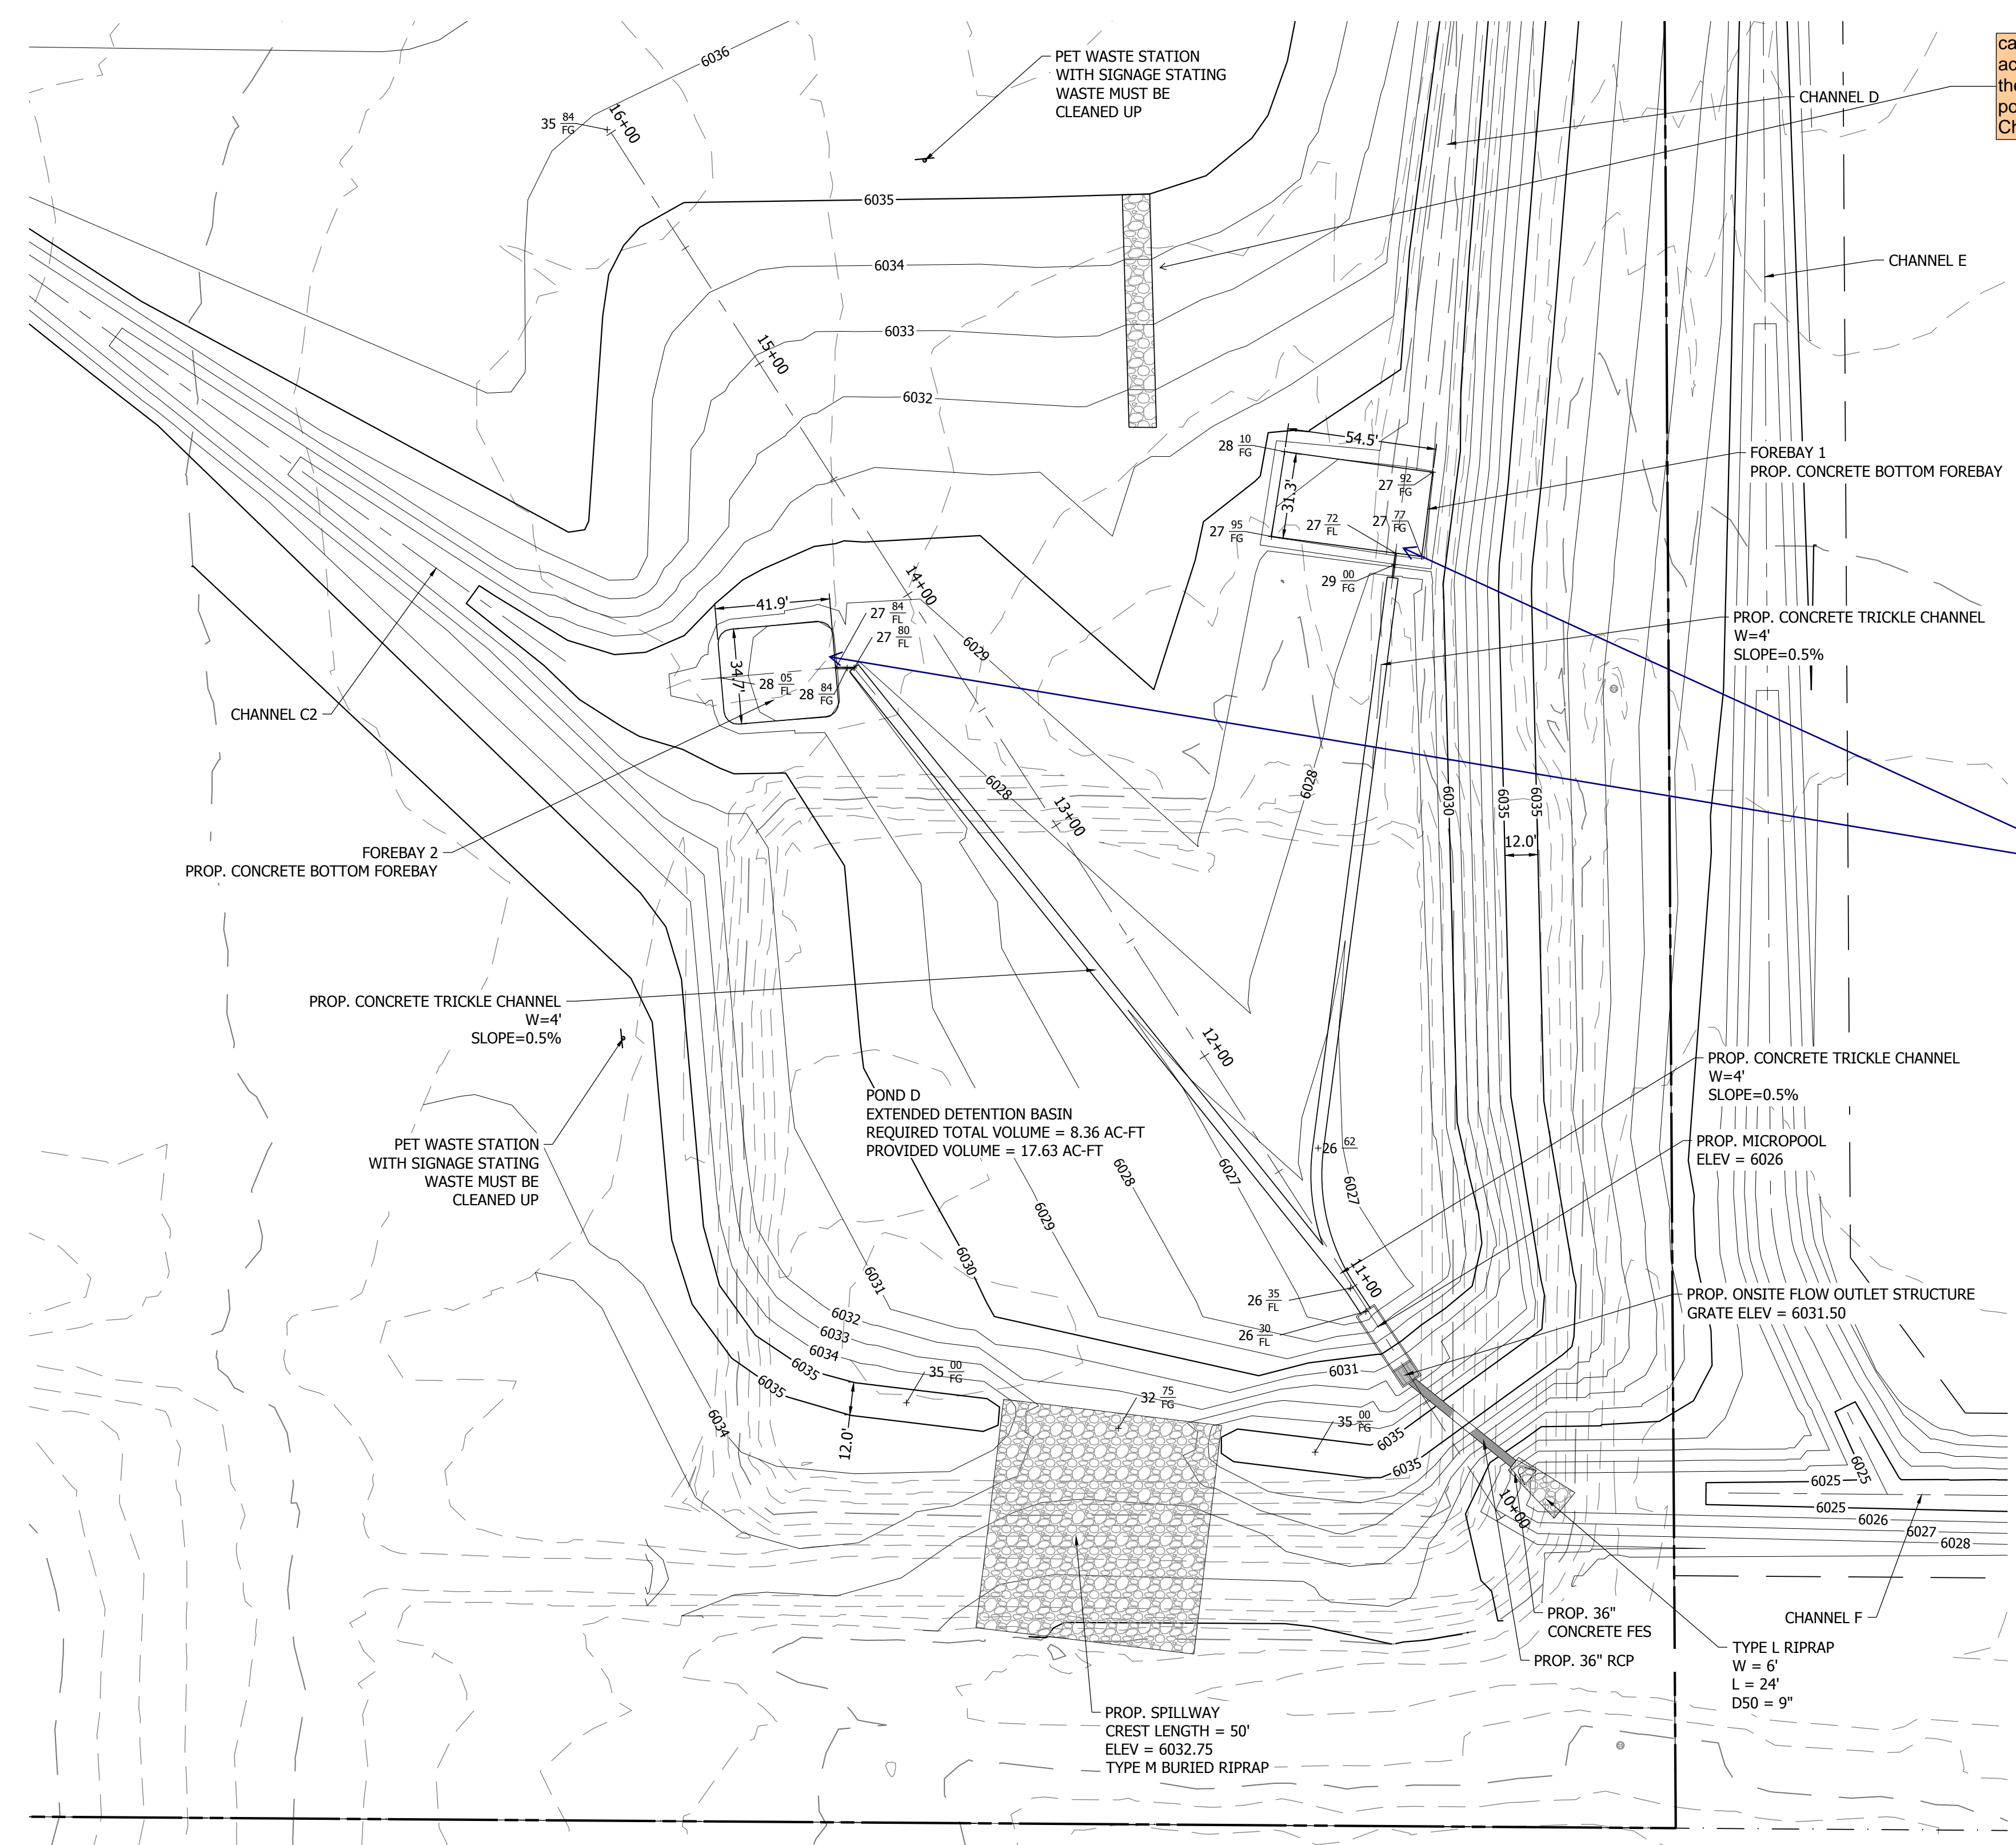 6036
PET WASTE STATION
WITH SIGNAGE STATING
WASTE MUST BE
CLEANED UP
ca
ac
the
po
Ch
CHANNEL D
35 84
FG
16+00
6035
CHANNEL E
6034
6033
15+00
6032
54.5'
28 10
FG
31.3'
27 92
FG
FOREBAY 1
PROP. CONCRETE BOTTOM FOREBAY
27 95
FG
27 72
FL
27 77
FG
29 00
FG
14+00
41.9'
27 84
FL
27 80
FL
6029
34.7'
28 05
FL
28 84
FG
PROP. CONCRETE TRICKLE CHANNEL
W=4'
SLOPE=0.5%
CHANNEL C2
6028
6028
13+00
6030
6035
6035
12.0'
FOREBAY 2
PROP. CONCRETE BOTTOM FOREBAY
PROP. CONCRETE TRICKLE CHANNEL
W=4'
SLOPE=0.5%
12+00
PROP. CONCRETE TRICKLE CHANNEL
W=4'
SLOPE=0.5%
POND D
EXTENDED DETENTION BASIN
REQUIRED TOTAL VOLUME = 8.36 AC-FT
PROVIDED VOLUME = 17.63 AC-FT
PET WASTE STATION
WITH SIGNAGE STATING
WASTE MUST BE
CLEANED UP
+26 62
PROP. MICROPOOL
ELEV = 6026
6027
6028
6027
6029
6030
6031
11+00
26 35
FL
26 30
FL
PROP. ONSITE FLOW OUTLET STRUCTURE
GRATE ELEV = 6031.50
6032
6033
6034
6035
6035
6034
35 00
FG
12.0'
6031
32 75
FG
35 00
FG
6035
6035
10+00
6025
6025
6025
6026
6027
6028
PROP. 36"
CONCRETE FES
PROP. 36" RCP
CHANNEL F
TYPE L RIPRAP
W = 6'
L = 24'
D50 = 9"
PROP. SPILLWAY
CREST LENGTH = 50'
ELEV = 6032.75
TYPE M BURIED RIPRAP